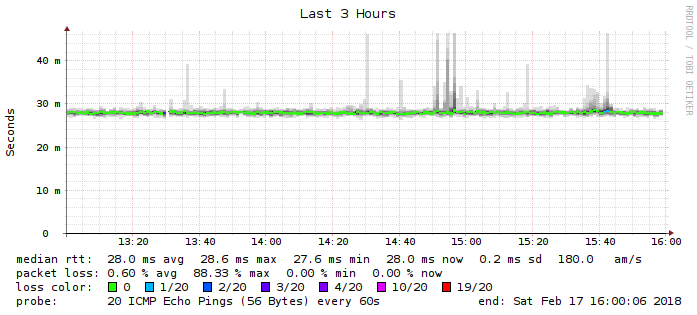 Last 3 Hours
RRDTOOL / TOBI OETIKER
Seconds
40 m
30 m
20 m
10 m
0
13:20 13:40 14:00 14:20 14:40 15:00 15:20 15:40 16:00
median rtt: 28.0 ms avg 28.6 ms max 27.6 ms min 28.0 ms now 0.2 ms sd 180.0 am/s
packet loss: 0.60 % avg 88.33 % max 0.00 % min 0.00 % now
loss color: 0 1/20 2/20 3/20 4/20 10/20 19/20
probe: 20 ICMP Echo Pings (56 Bytes) every 60s end: Sat Feb 17 16:00:06 2018